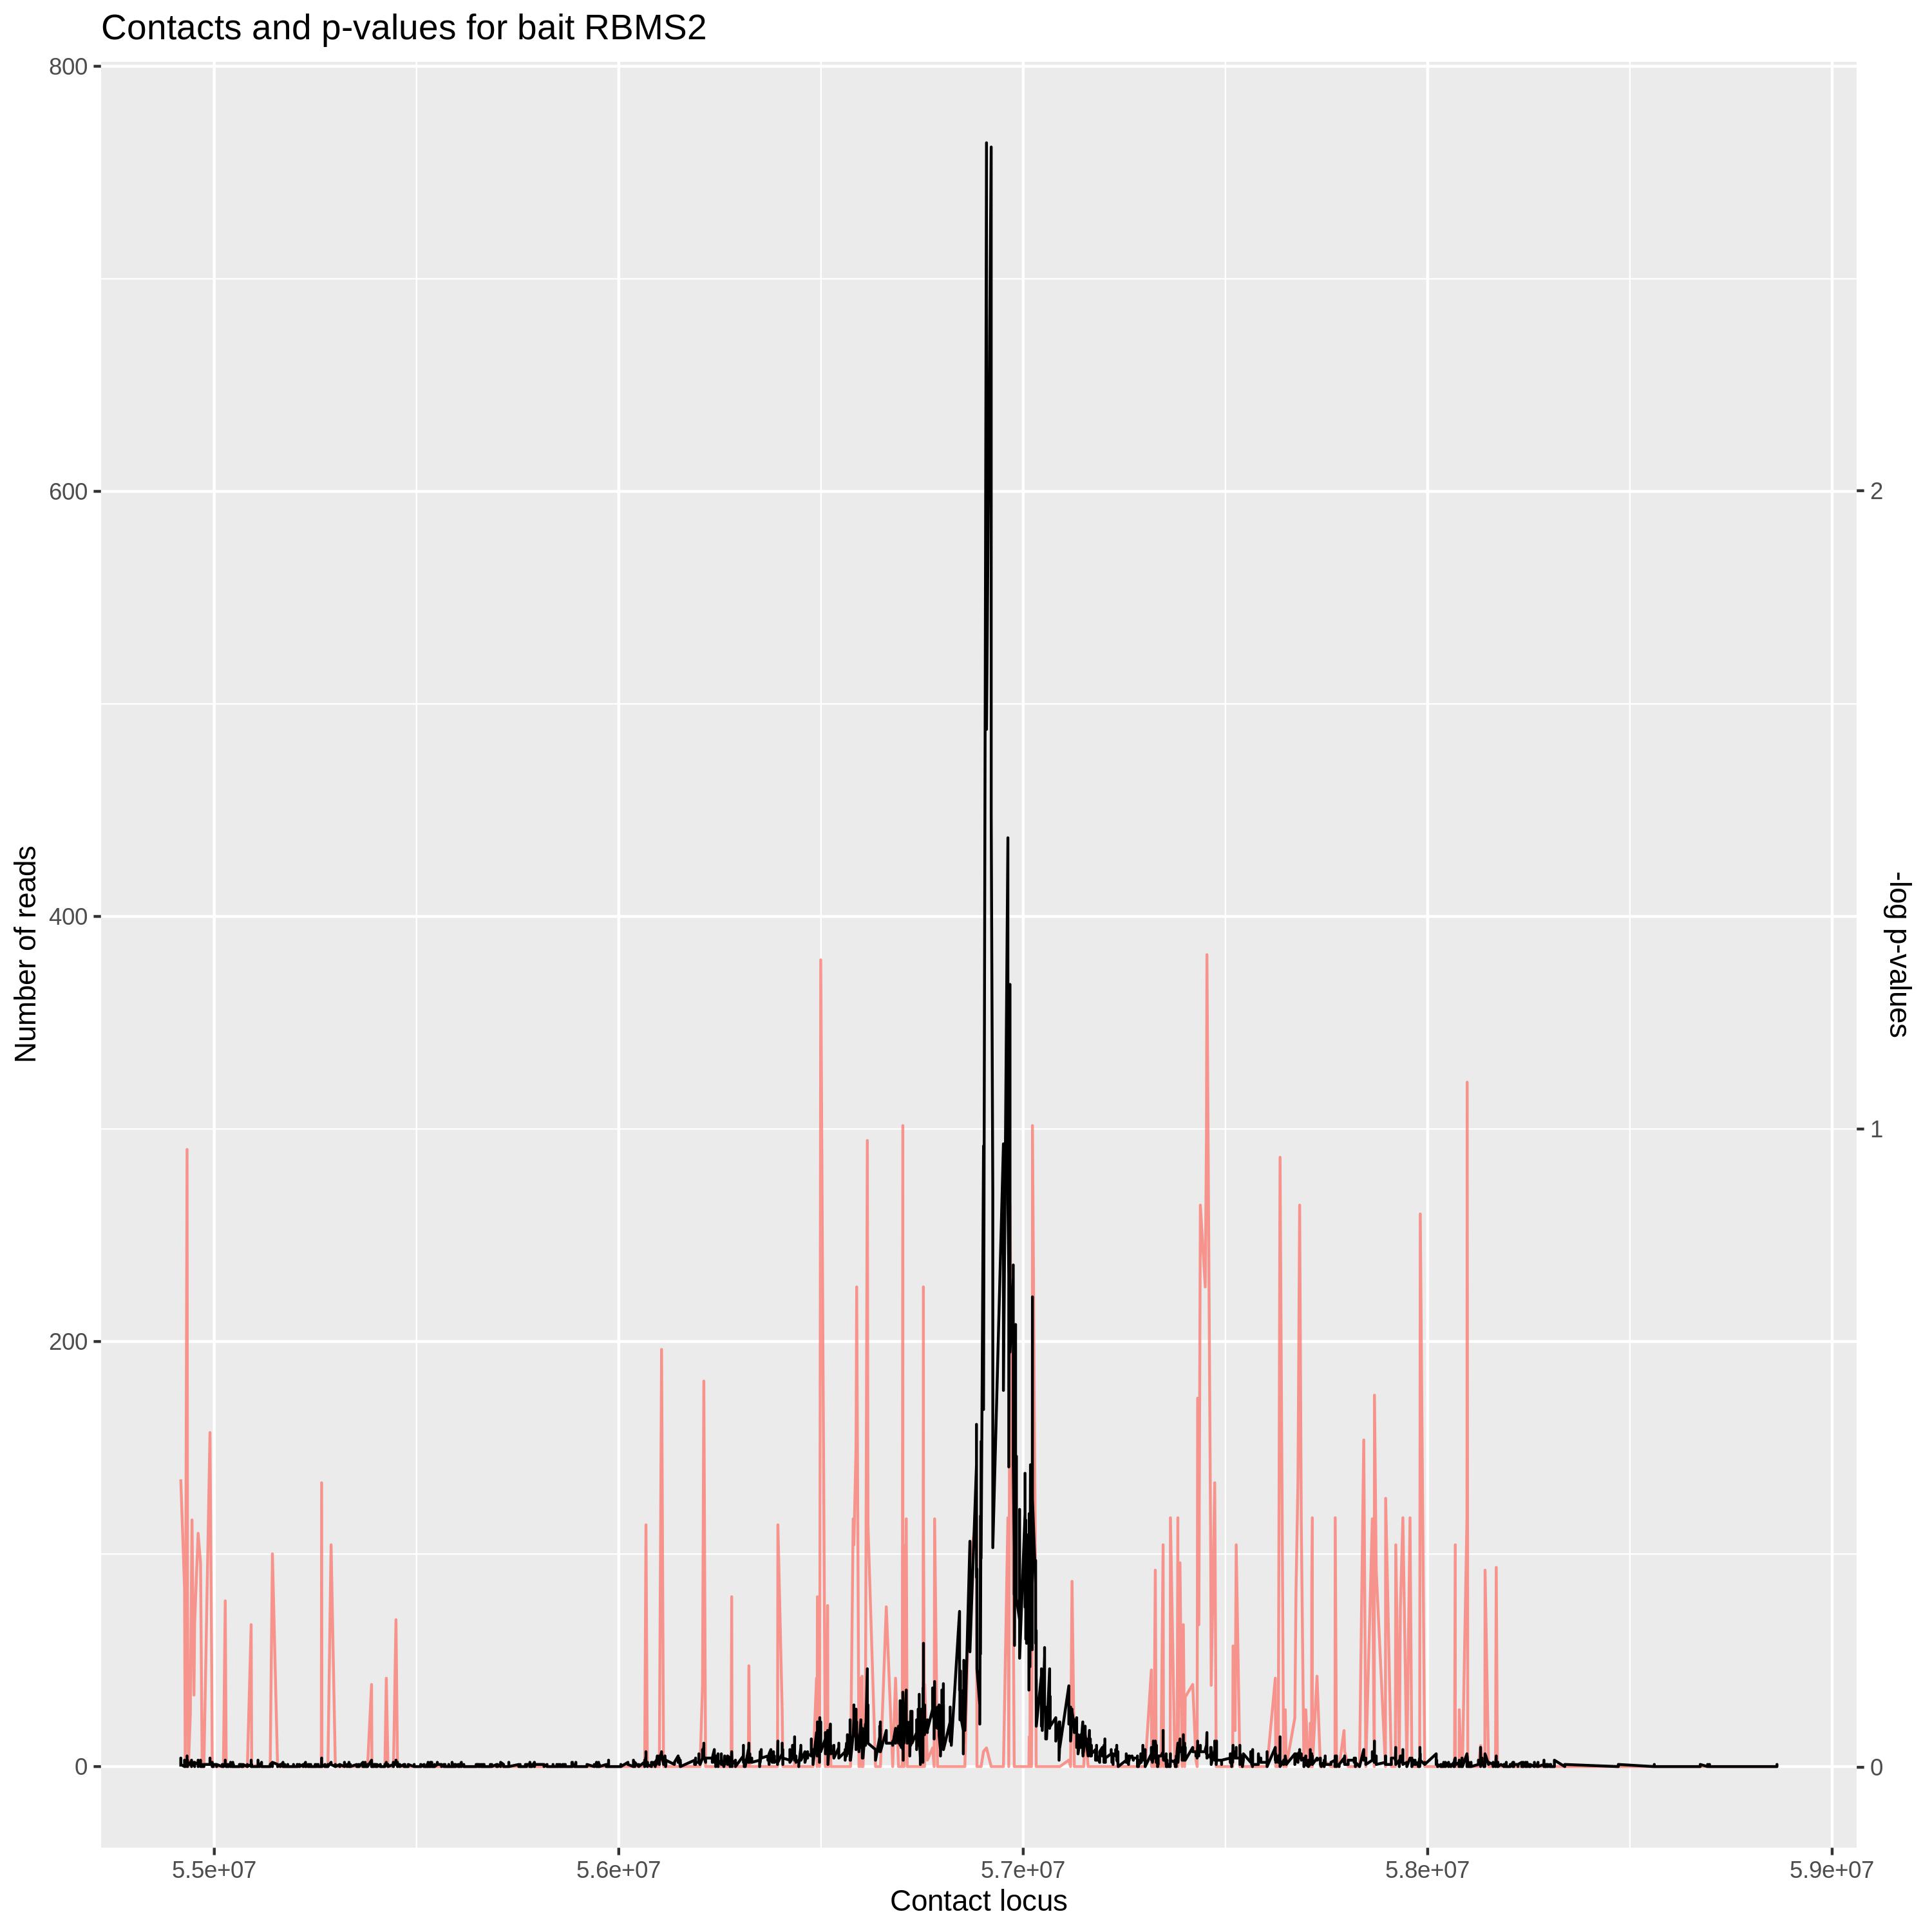 Contacts and p-values for bait RBMS2
800
600
400
200
0
Number of reads
2
1
0
-log p-values
5.5e+07
5.6e+07
5.7e+07
5.8e+07
5.9e+07
Contact locus